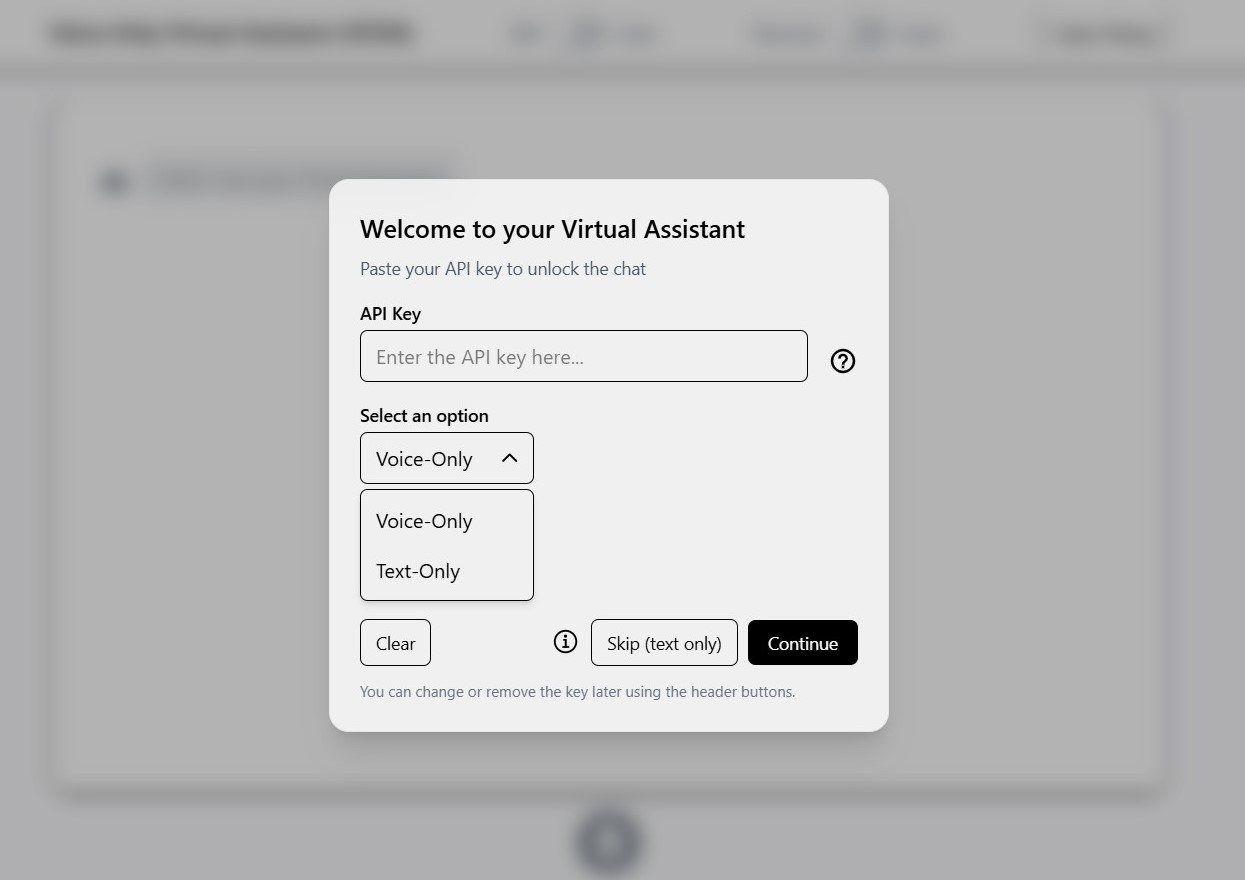 Welcome to your Virtual Assistant
Paste your API key to unlock the chat
API Key
Enter the API key here...
Select an option
Voice-Only
Voice-Only
Text-Only
Clear
Skip (text only)
Continue
You can change or remove the key later using the header buttons.